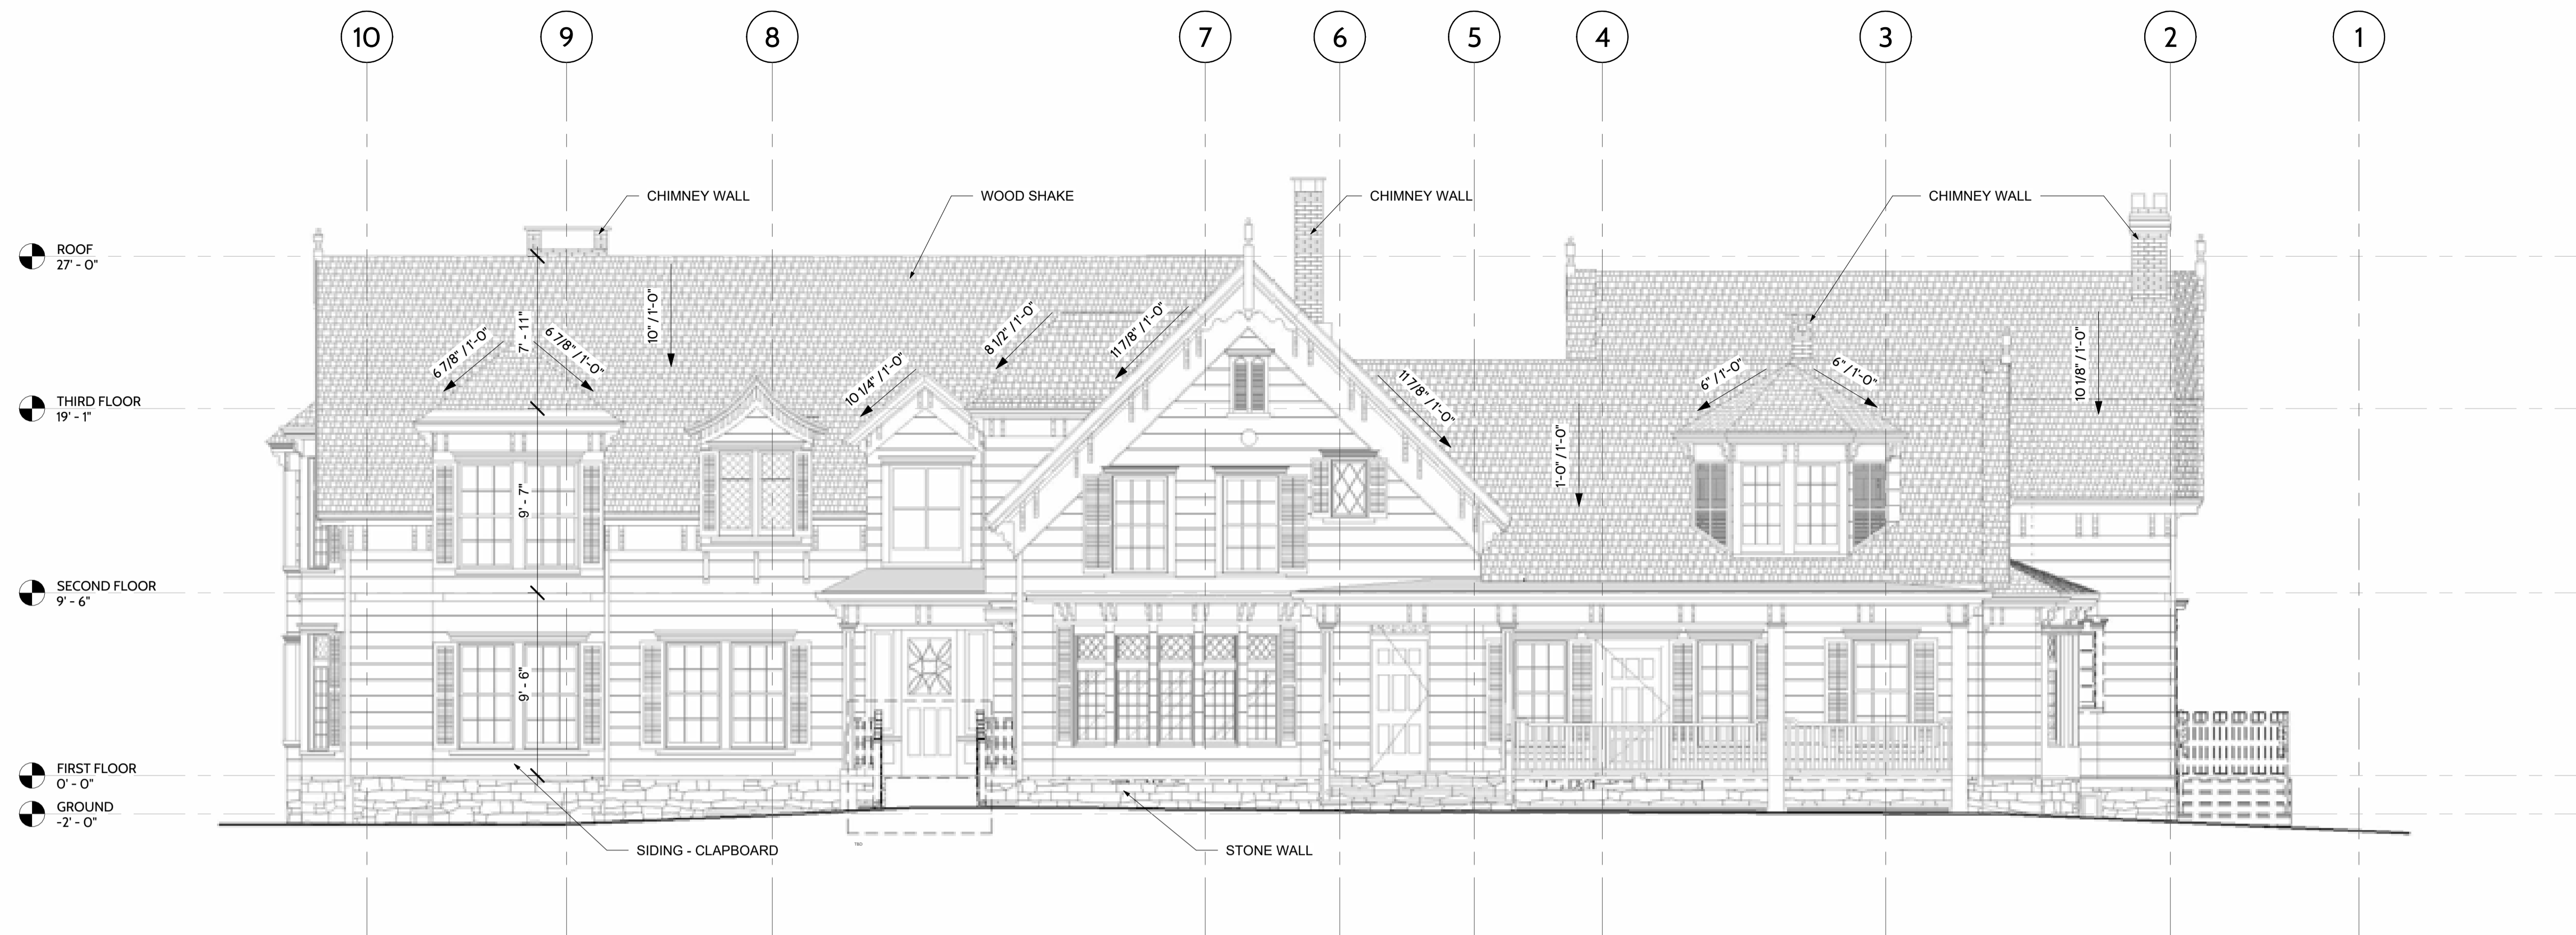 10 9 8 7 6 5 4 3 2 1
CHIMNEY WALL
WOOD SHAKE
CHIMNEY WALL
CHIMNEY WALL
ROOF
27' - 0"
7' - 11"
6 7/8" / 1'-0"
6 7/8" / 1'-0"
10" / 1'-0"
10 1/4" / 1'-0"
8 1/2" / 1'-0"
11 7/8" / 1'-0"
11 7/8" / 1'-0"
1'-0" / 1'-0"
6" / 1'-0"
6" / 1'-0"
10 1/8" / 1'-0"
THIRD FLOOR
19' - 1"
9' - 7"
SECOND FLOOR
9' - 6"
9' - 6"
FIRST FLOOR
0' - 0"
GROUND
-2' - 0"
SIDING - CLAPBOARD
STONE WALL